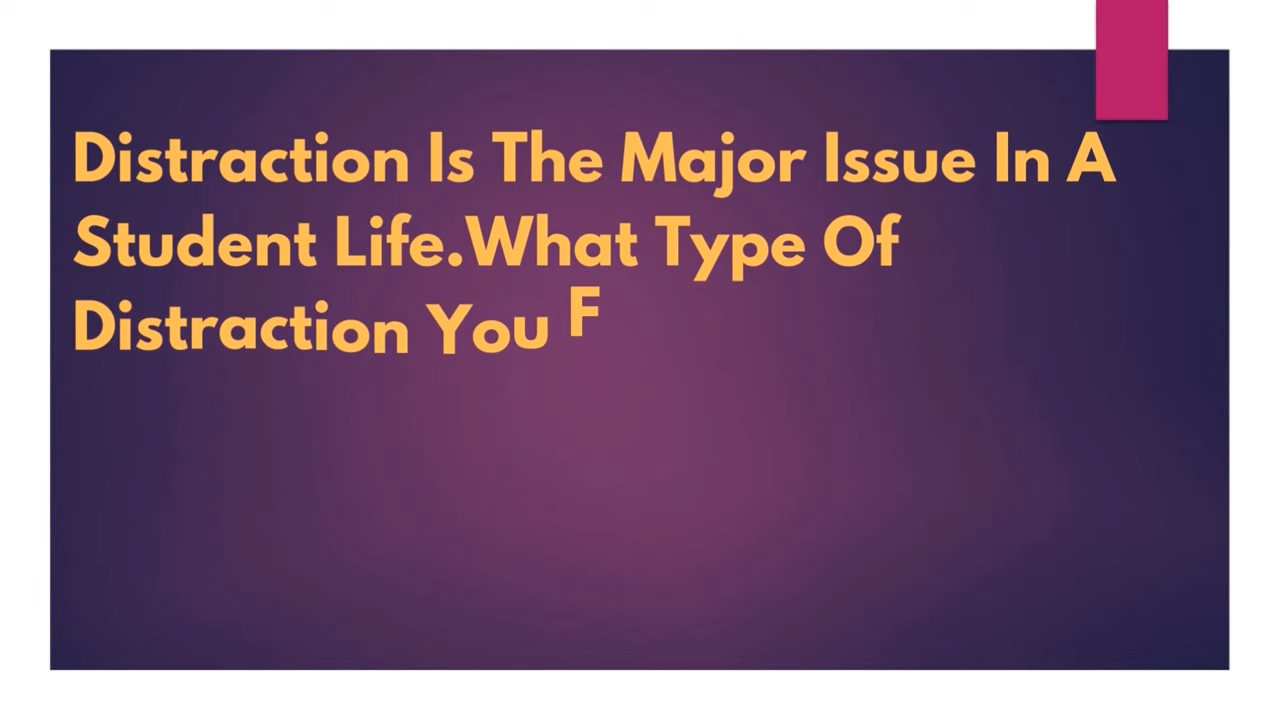 Distraction Is The Major Issue In A
Student Life.What Type Of
Distraction You F